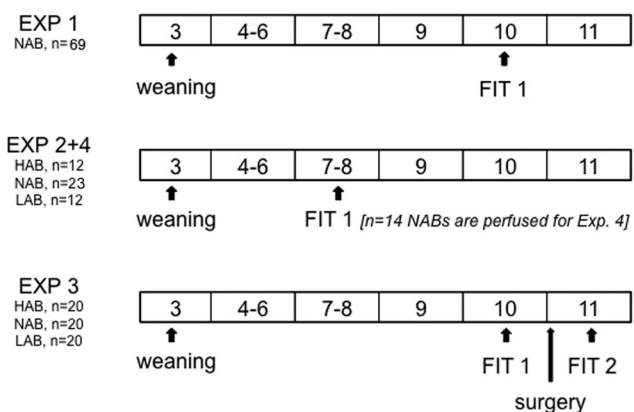 EXP 1
NAB, n=69
3 4-6 7-8 9 10 11
weaning FIT 1
EXP 2+4
HAB, n=12
NAB, n=23
LAB, n=12
3 4-6 7-8 9 10 11
weaning FIT 1 [n=14 NABs are perfused for Exp. 4]
EXP 3
HAB, n=20
NAB, n=20
LAB, n=20
3 4-6 7-8 9 10 11
weaning FIT 1 FIT 2
surgery